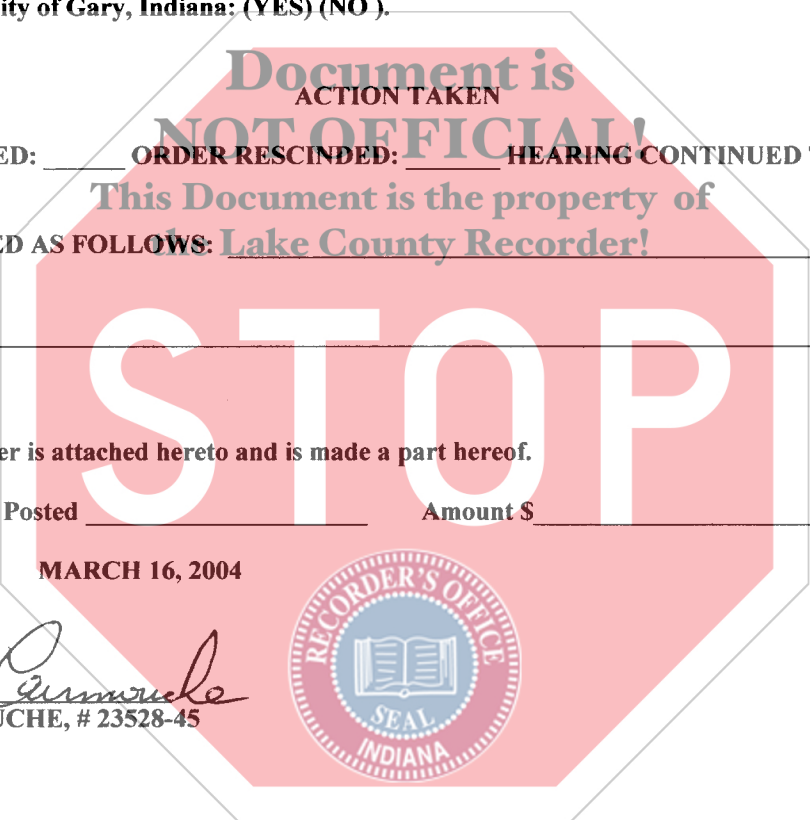 ity of Gary, Indiana: (YES) (NO ).
Document is
ACTION TAKEN
NOT OFFICIAL!
ED: ______ ORDER RESCINDED: _______ HEARING CONTINUED
This Document is the property of
the Lake County Recorder!
ED AS FOLLOWS:
STOP
er is attached hereto and is made a part hereof.
Posted ____________________ Amount $____________________
MARCH 16, 2004
RECORDER'S OFFICE
SEAL
INDIANA
UCHE, # 23528-45